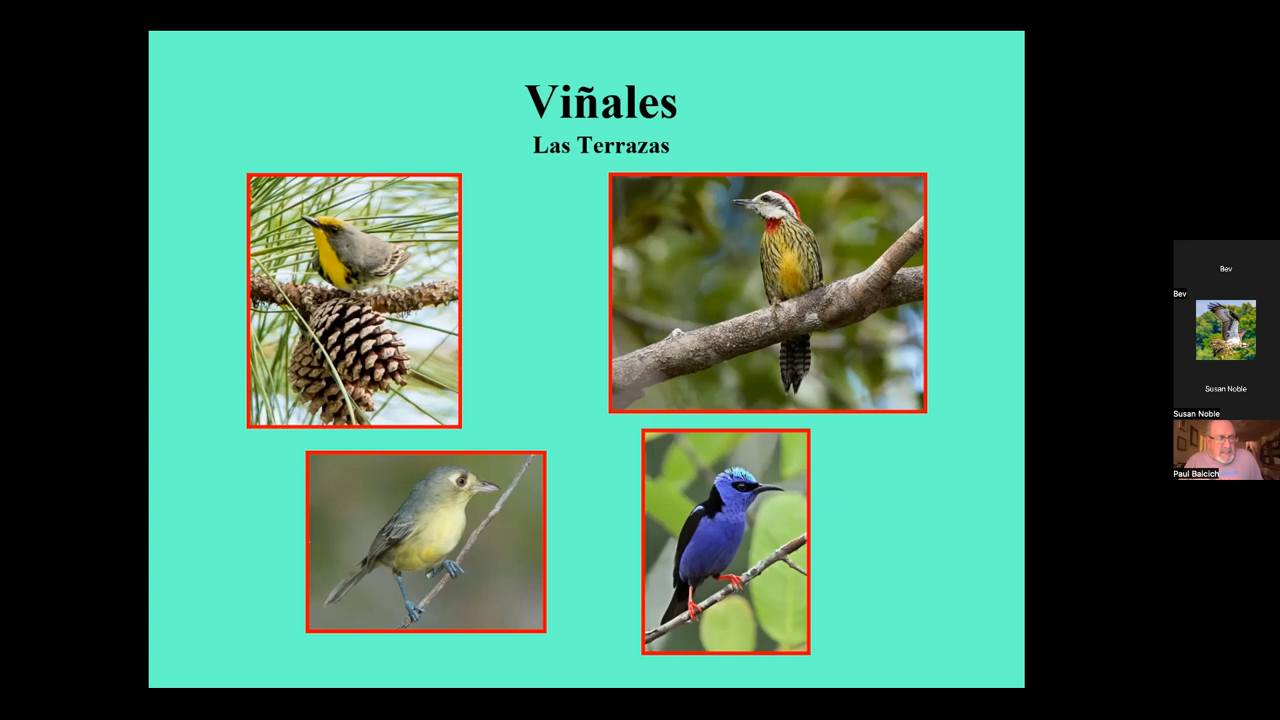 Viñales
Las Terrazas
Bev
Bev
Susan Noble
Susan Noble
Paul Baicich